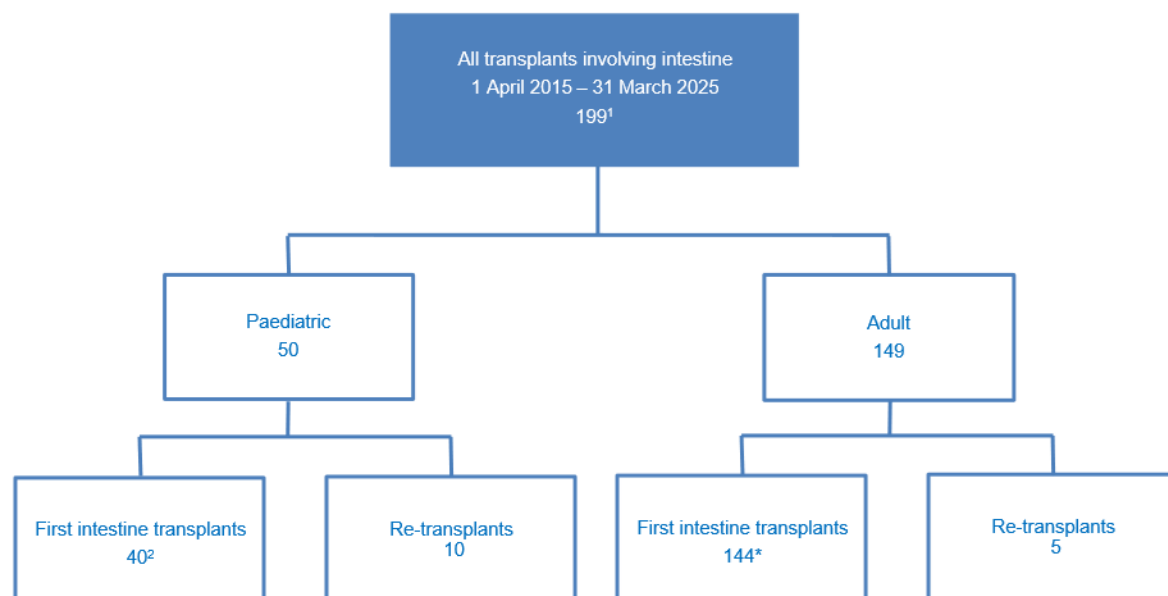 All transplants involving intestine
1 April 2015 – 31 March 2025
199¹
Paediatric
50
Adult
149
First intestine transplants
40²
Re-transplants
10
First intestine transplants
144*
Re-transplants
5